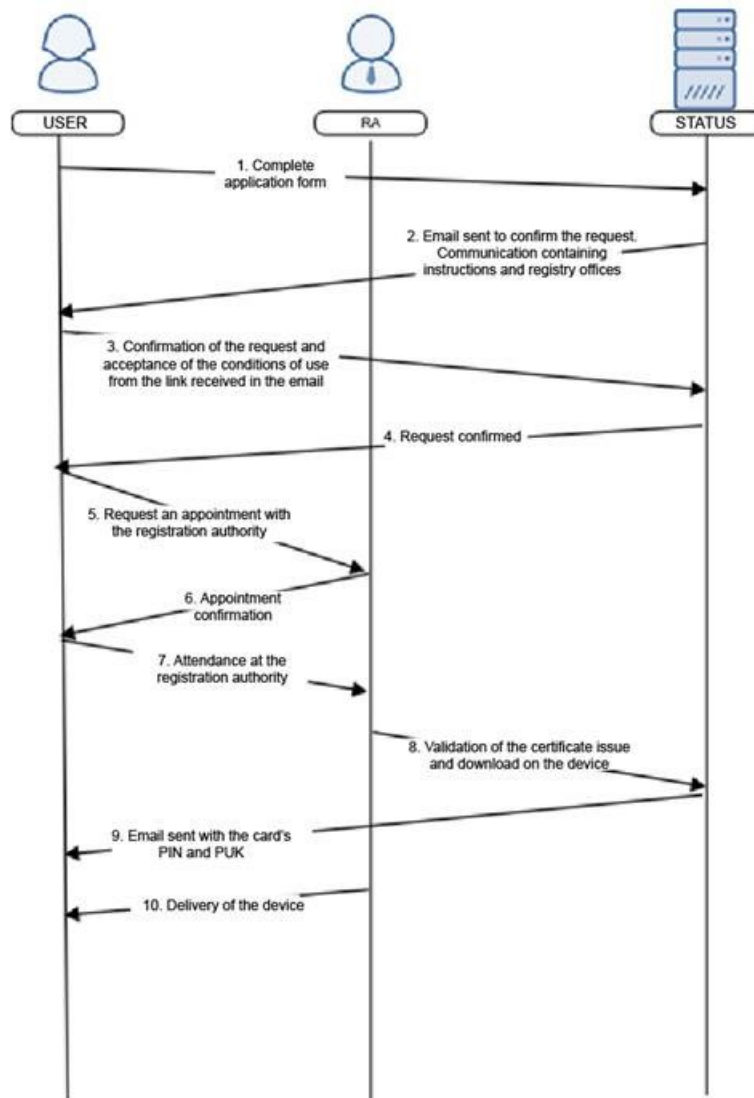 USER
RA
STATUS
1. Complete
application form
2. Email sent to confirm the request.
Communication containing
instructions and registry offices
3. Confirmation of the request and
acceptance of the conditions of use
from the link received in the email
4. Request confirmed
5. Request an appointment with
the registration authority
6. Appointment
confirmation
7. Attendance at the
registration authority
8. Validation of the certificate issue
and download on the device
9. Email sent with the card's
PIN and PUK
10. Delivery of the device